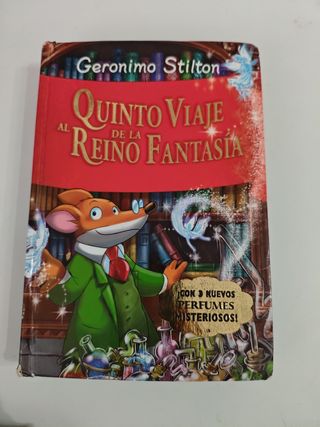 Geronimo Stilton
QUINTO VIAJE
AL DE LA
REINO FANTASÍA
¡CON 3 NUEVOS
PERFUMES
MISTERIOSOS!